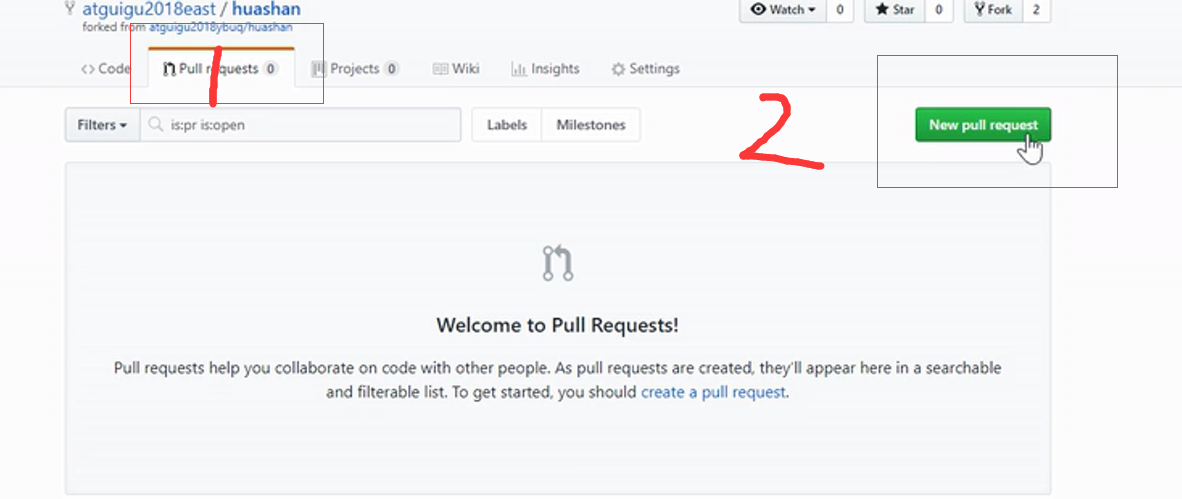 atguigu2018east / huashan
Watch 0 Star 0 Fork 2
forked from atguigu2018ybuq/huashan
Code Pull requests 0 Projects 0 Wiki Insights Settings
1
Filters is:pr is:open Labels Milestones 2 New pull request
Welcome to Pull Requests!
Pull requests help you collaborate on code with other people. As pull requests are created, they'll appear here in a searchable
and filterable list. To get started, you should create a pull request.